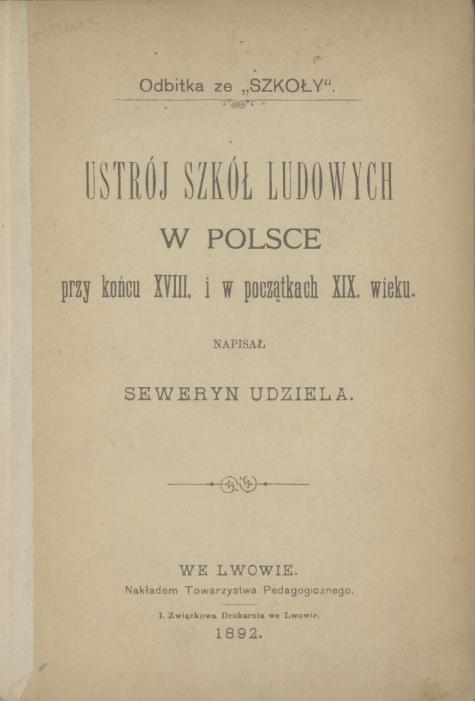 Odbitka ze „SZKOŁY“.
USTRÓJ SZKÓŁ LUDOWYCH
W POLSCE
przy końcu XVIII. i w początkach XIX. wieku.
NAPISAŁ
SEWERYN UDZIELA.
WE LWOWIE.
Nakładem Towarzystwa Pedagogicznego.
I. Związkowa Drukarnia we Lwowie.
1892.